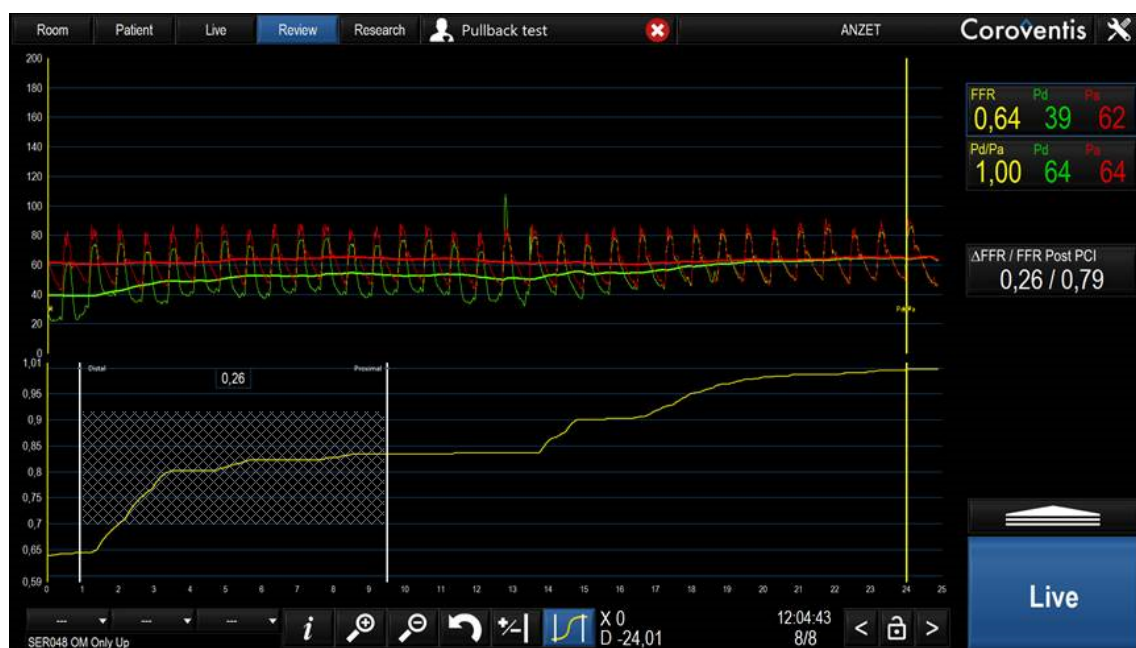 Room Patient Live Review Research Pullback test ANZET Coroventis
200
180
160
140
120
100
80
60
40
20
0
FFR Pd Pa
0,64 39 62
Pd/Pa Pd Pa
1,00 64 64
ΔFFR / FFR Post PCI
0,26 / 0,79
Pd/Pa
1,01
0,95
0,9
0,85
0,8
0,75
0,7
0,65
0,59
Distal 0,26 Proximal
0 1 2 3 4 5 6 7 8 9 10 11 12 13 14 15 16 17 18 19 20 21 22 23 24 25
--- --- --- i +/- X 0 12:04:43 < >
D -24,01 8/8
SER048 OM Only Up
Live